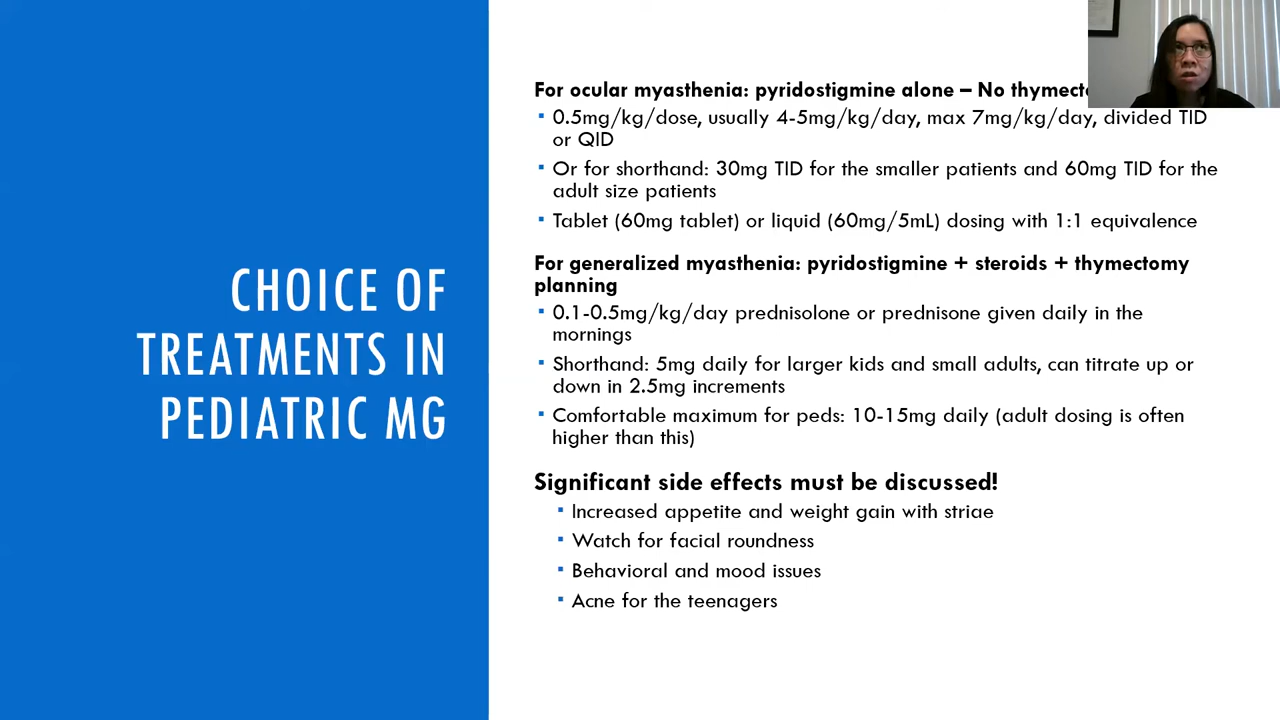 CHOICE OF
TREATMENTS IN
PEDIATRIC MG
For ocular myasthenia: pyridostigmine alone – No
0.5mg/kg/dose, usually 4-5mg/kg/day, max 7mg/kg/day, divided TID
or QID
Or for shorthand: 30mg TID for the smaller patients and 60mg TID for the
adult size patients
Tablet (60mg tablet) or liquid (60mg/5mL) dosing with 1:1 equivalence
For generalized myasthenia: pyridostigmine + steroids + thymectomy
planning
0.1-0.5mg/kg/day prednisolone or prednisone given daily in the
mornings
Shorthand: 5mg daily for larger kids and small adults, can titrate up or
down in 2.5mg increments
Comfortable maximum for peds: 10-15mg daily (adult dosing is often
higher than this)
Significant side effects must be discussed!
Increased appetite and weight gain with striae
Watch for facial roundness
Behavioral and mood issues
Acne for the teenagers